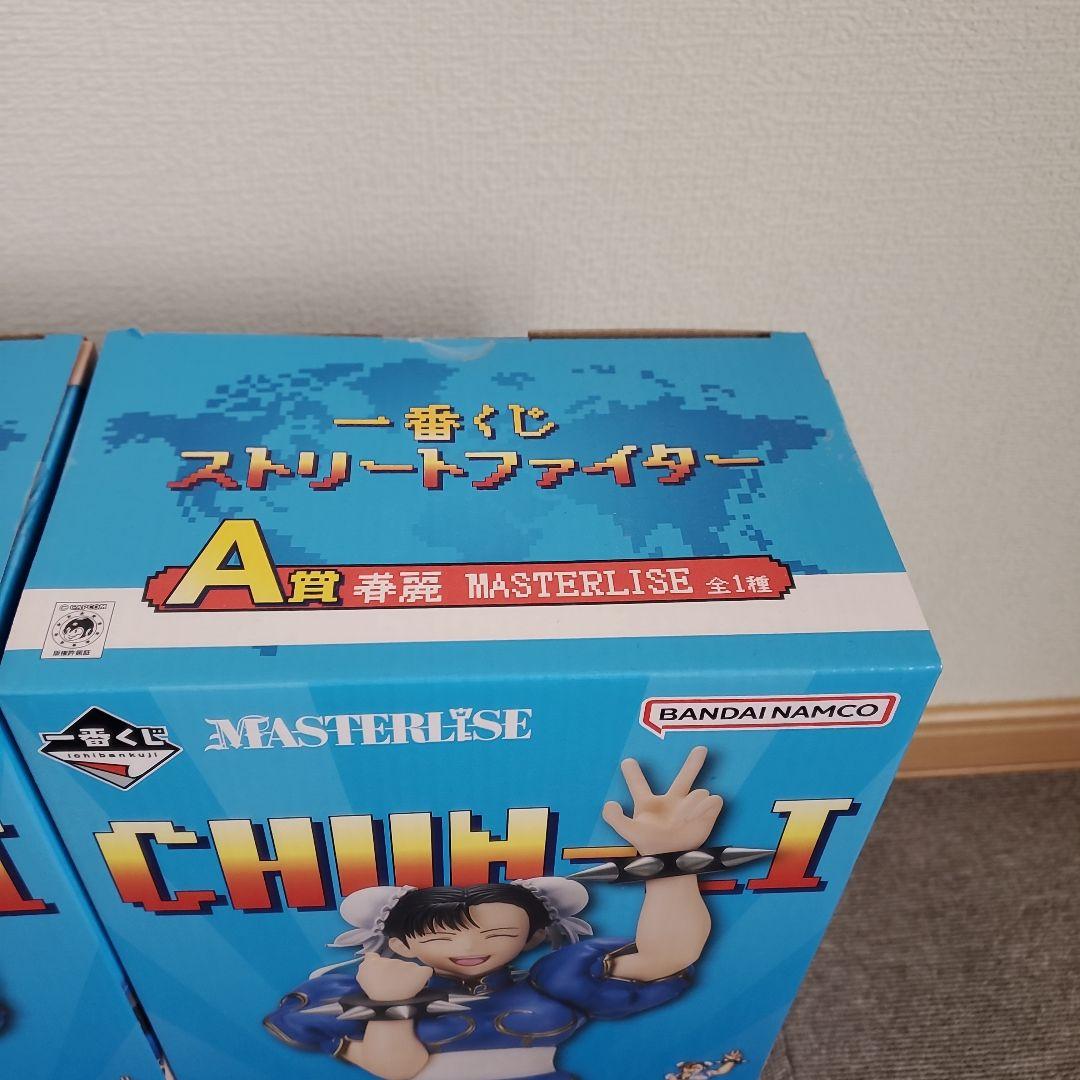 一番くじ
ストリートファイター
A賞 春麗 MASTERLISE 全1種
© CAPCOM
版権許諾証
一番くじ
ichibankuji
MASTERLISE
BANDAI NAMCO
CHUN-LI